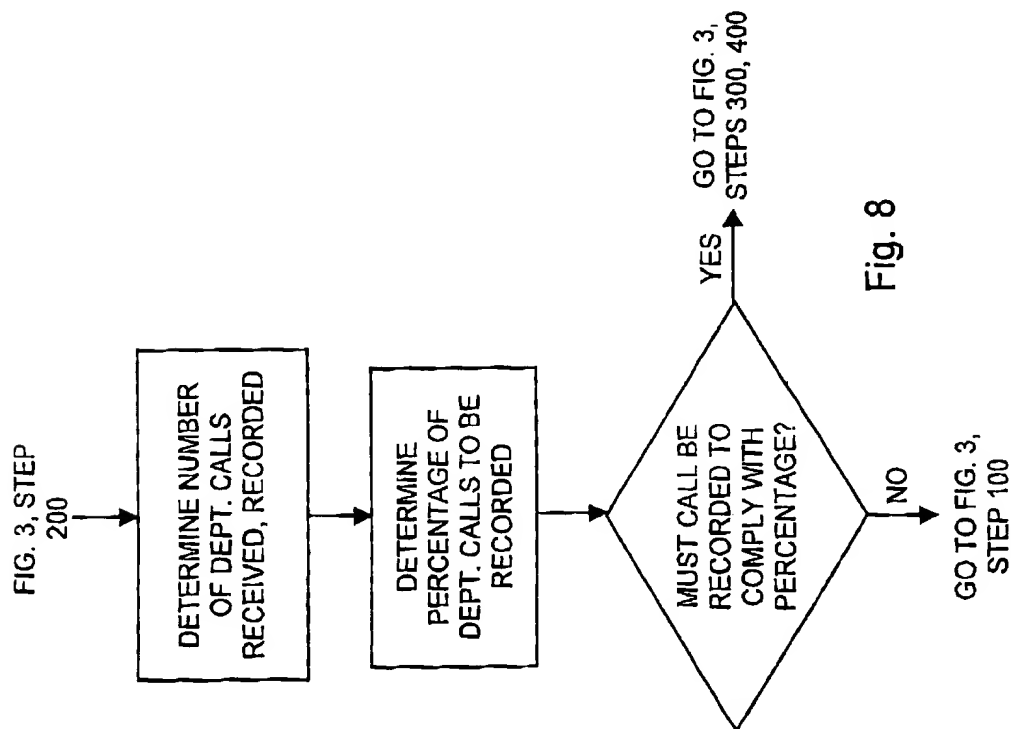 FIG. 3, STEP
200
DETERMINE NUMBER
OF DEPT. CALLS
RECEIVED, RECORDED
DETERMINE
PERCENTAGE OF
DEPT. CALLS TO BE
RECORDED
MUST CALL BE
RECORDED TO
COMPLY WITH
PERCENTAGE?
YES
GO TO FIG. 3,
STEPS 300, 400
NO
GO TO FIG. 3,
STEP 100
Fig. 8